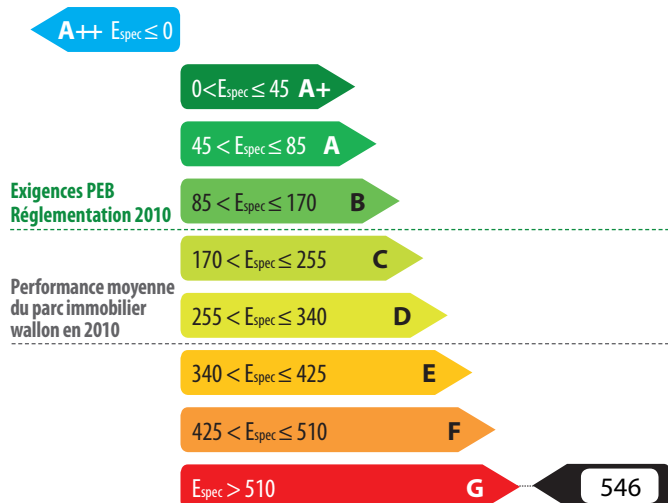 A++ Espec ≤ 0
0<Espec ≤ 45 A+
45 < Espec ≤ 85 A
Exigences PEB
Réglementation 2010
85 < Espec ≤ 170 B
170 < Espec ≤ 255 C
Performance moyenne
du parc immobilier
wallon en 2010
255 < Espec ≤ 340 D
340 < Espec ≤ 425 E
425 < Espec ≤ 510 F
Espec > 510 G 546